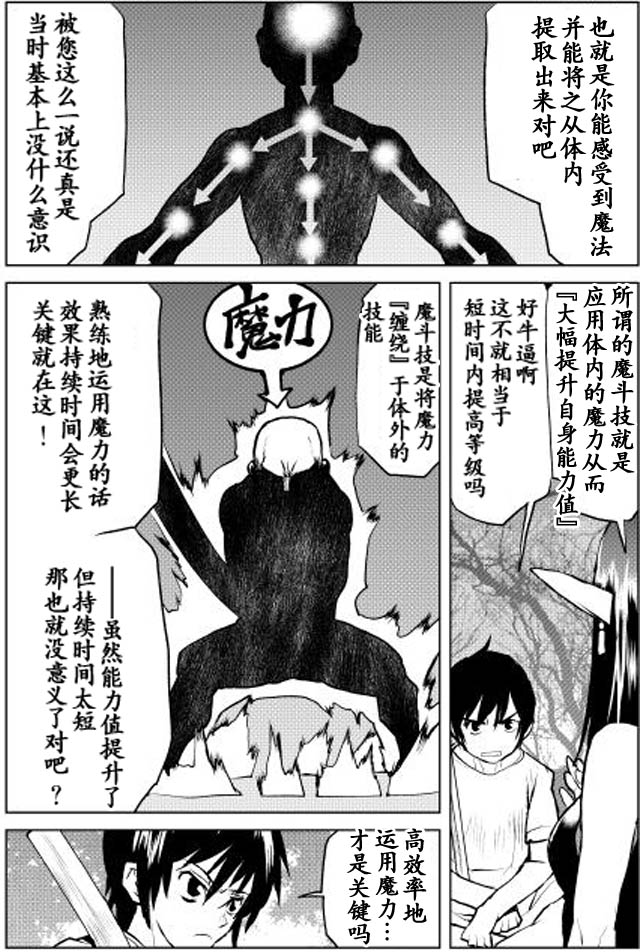 也就是你能感受到魔法
并能将之从体内
提取出来对吧
被您这么一说还真是
当时基本上没什么意识
所谓的魔斗技就是
应用体内的魔力从而
『大幅提升自身能力值』
好牛逼啊
这不就相当于
短时间内提高等级吗
魔斗技是将魔力
『缠绕』于体外的
技能
魔力
熟练地运用魔力的话
效果持续时间会更长
关键就在这！
——虽然能力值提升了
但持续时间太短
那也就没意义了对吧？
高效率地
运用魔力…
才是关键吗